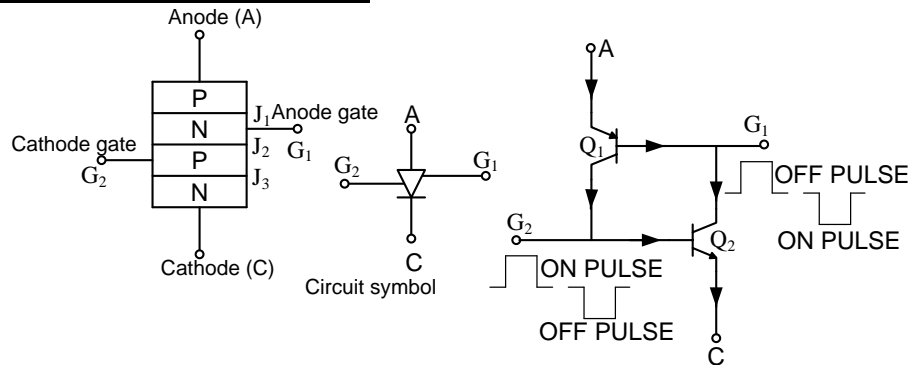 Anode (A)
P
J1
Anode gate
N
G1
Cathode gate
J2
P
G2
J3
N
Cathode (C)
A
G2
G1
C
Circuit symbol
A
Q1
G1
OFF PULSE
ON PULSE
G2
Q2
ON PULSE
OFF PULSE
C